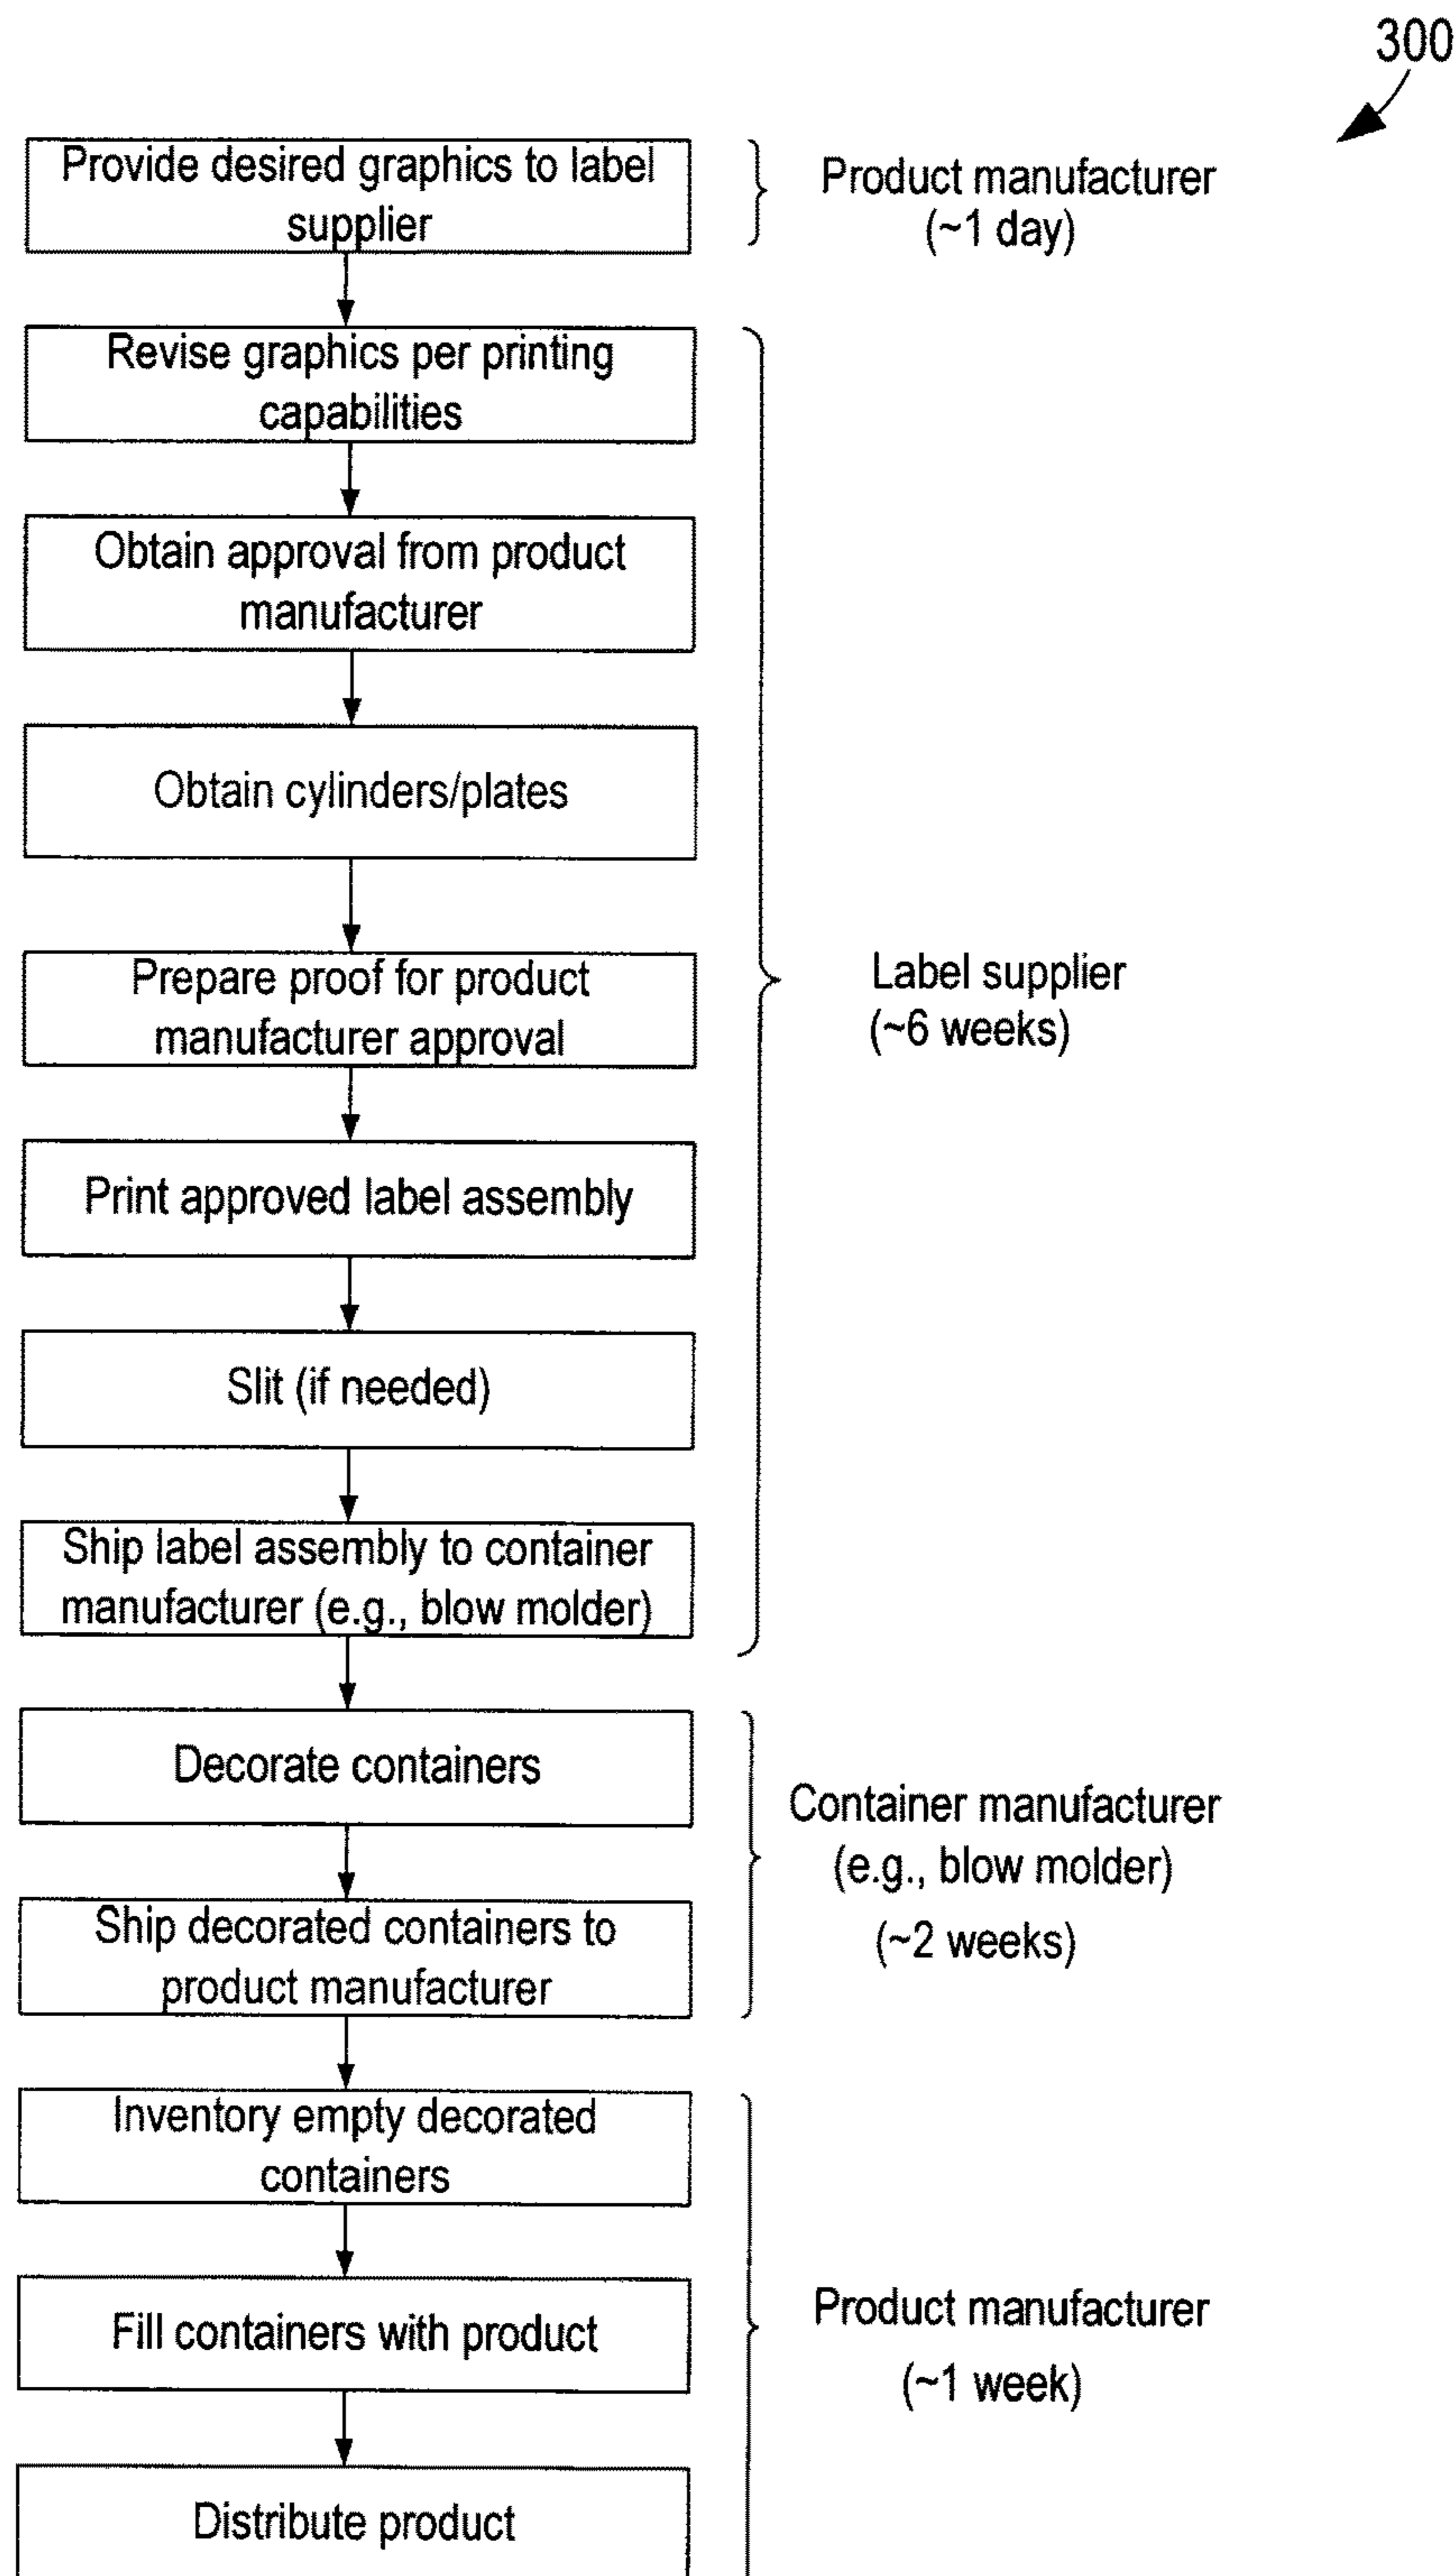 300
Provide desired graphics to label
supplier
Product manufacturer
(~1 day)
Revise graphics per printing
capabilities
Obtain approval from product
manufacturer
Obtain cylinders/plates
Prepare proof for product
manufacturer approval
Label supplier
(~6 weeks)
Print approved label assembly
Slit (if needed)
Ship label assembly to container
manufacturer (e.g., blow molder)
Decorate containers
Ship decorated containers to
product manufacturer
Container manufacturer
(e.g., blow molder)
(~2 weeks)
Inventory empty decorated
containers
Fill containers with product
Distribute product
Product manufacturer
(~1 week)